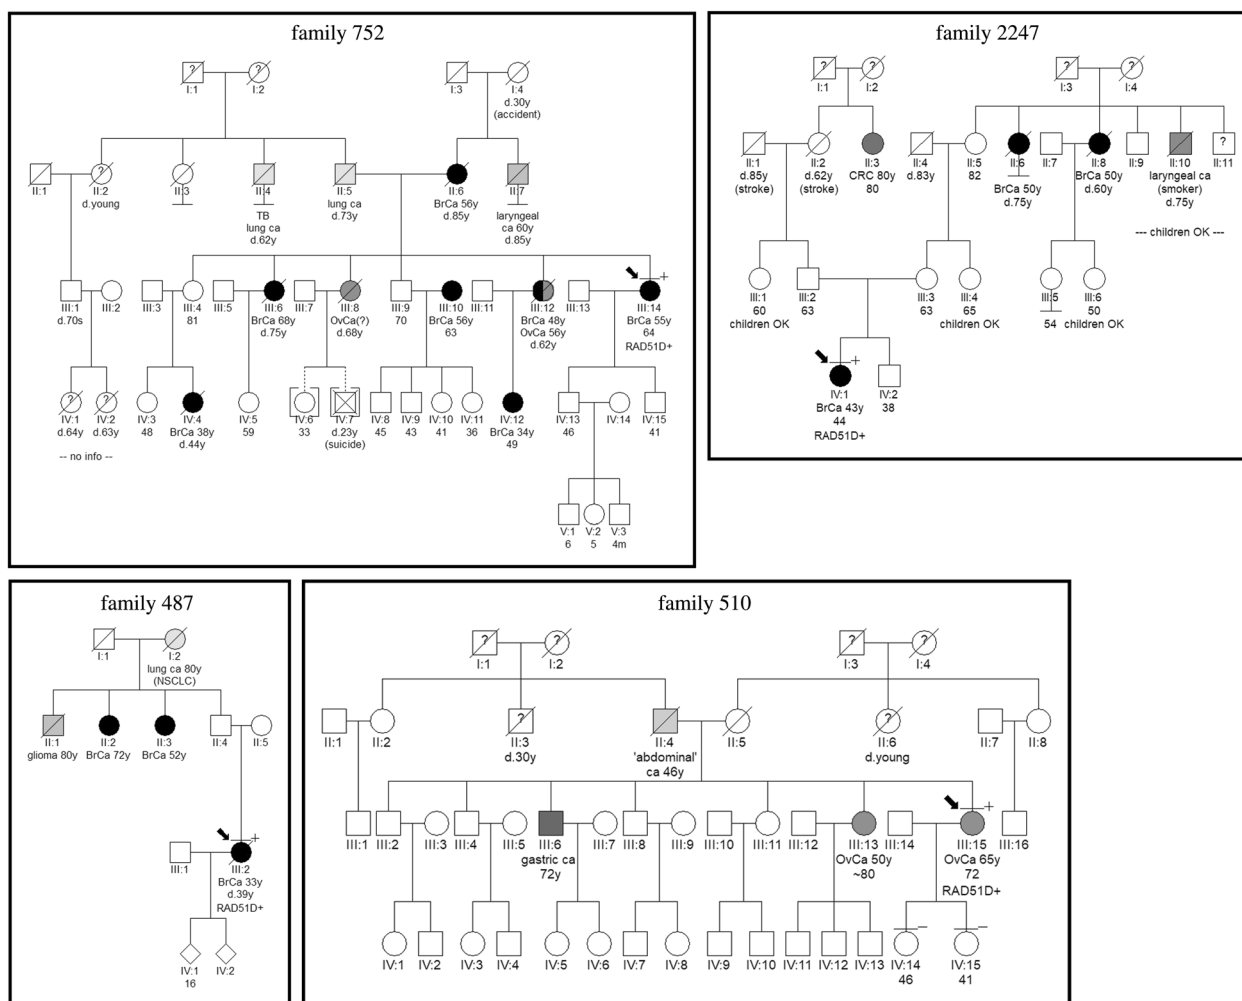 family 752
?
?
I:1
I:2
I:3
I:4
d.30y
(accident)
?
II:1
II:2
d.young
II:3
II:4
TB
lung ca
d.62y
II:5
lung ca
d.73y
II:6
BrCa 56y
d.85y
II:7
laryngeal
ca 60y
d.85y
III:1
d.70s
III:2
III:3
III:4
81
III:5
III:6
BrCa 68y
d.75y
III:7
III:8
OvCa(?)
d.68y
III:9
70
III:10
BrCa 56y
63
III:11
III:12
BrCa 48y
OvCa 56y
d.62y
III:13
+
III:14
BrCa 55y
64
RAD51D+
?
?
IV:1
d.64y
IV:2
d.63y
-- no info --
IV:3
48
IV:4
BrCa 38y
d.44y
IV:5
59
IV:6
33
IV:7
d.23y
(suicide)
IV:8
45
IV:9
43
IV:10
41
IV:11
36
IV:12
BrCa 34y
49
IV:13
46
IV:14
IV:15
41
V:1
6
V:2
5
V:3
4m
family 2247
?
?
?
?
I:1
I:2
I:3
I:4
II:1
d.85y
(stroke)
II:2
d.62y
(stroke)
II:3
CRC 80y
80
II:4
d.83y
II:5
82
II:6
BrCa 50y
d.75y
II:7
II:8
BrCa 50y
d.60y
II:9
II:10
laryngeal ca
(smoker)
d.75y
?
II:11
--- children OK ---
III:1
60
children OK
III:2
63
III:3
63
III:4
65
children OK
III:5
54
III:6
50
children OK
+
IV:1
BrCa 43y
44
RAD51D+
IV:2
38
family 487
I:1
I:2
lung ca 80y
(NSCLC)
II:1
glioma 80y
II:2
BrCa 72y
II:3
BrCa 52y
II:4
II:5
III:1
+
III:2
BrCa 33y
d.39y
RAD51D+
IV:1
16
IV:2
family 510
?
?
?
?
I:1
I:2
I:3
I:4
II:1
II:2
?
II:3
d.30y
II:4
'abdominal'
ca 46y
II:5
?
II:6
d.young
II:7
II:8
III:1
III:2
III:3
III:4
III:5
III:6
gastric ca
72y
III:7
III:8
III:9
III:10
III:11
III:12
III:13
OvCa 50y
~80
III:14
+
III:15
OvCa 65y
72
RAD51D+
III:16
IV:1
IV:2
IV:3
IV:4
IV:5
IV:6
IV:7
IV:8
IV:9
IV:10
IV:11
IV:12
IV:13
–
IV:14
46
–
IV:15
41